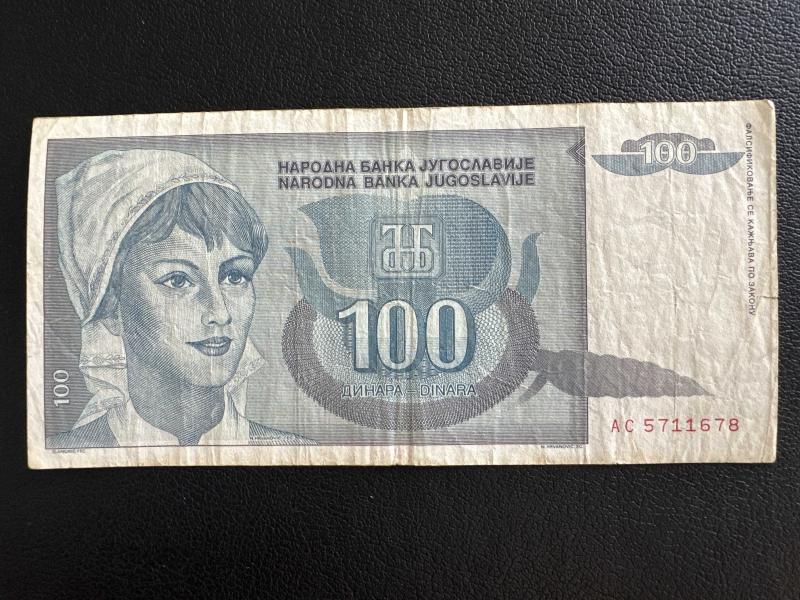 НАРОДНА БАНКА ЈУГОСЛАВИЈЕ
NARODNA BANKA JUGOSLAVIJE
100
ФАЛСИФИКОВАЊЕ СЕ КАЖЊАВА ПО ЗАКОНУ
100
ДИНАРА – DINARA
100
AC 5711678